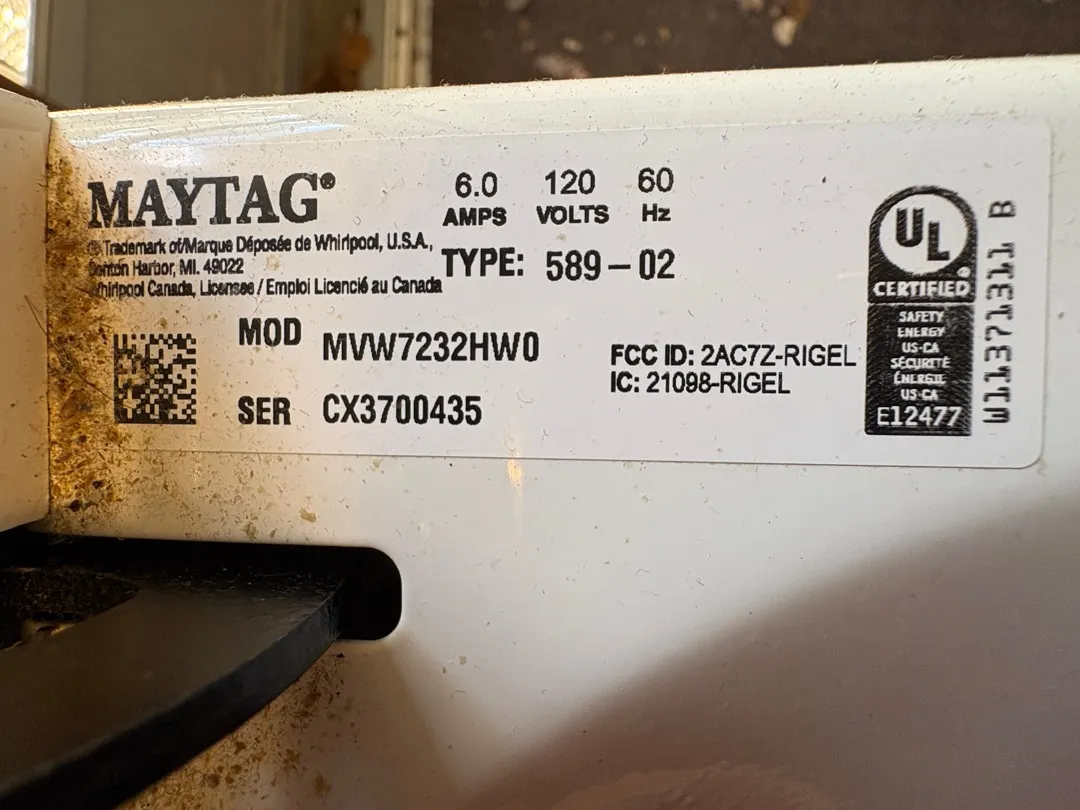 MAYTAG®
6.0 120 60
AMPS VOLTS Hz
® Trademark of/Marque Déposée de Whirlpool, U.S.A.,
Benton Harbor, MI. 49022
Whirlpool Canada, Licensee / Emploi Licencié au Canada
TYPE: 589-02
MOD MVW7232HW0
SER CX3700435
FCC ID: 2AC7Z-RIGEL
IC: 21098-RIGEL
UL ®
CERTIFIED
SAFETY
ENERGY
US-CA
SÉCURITÉ
ÉNERGIE
US-CA
E12477
W11371311 B